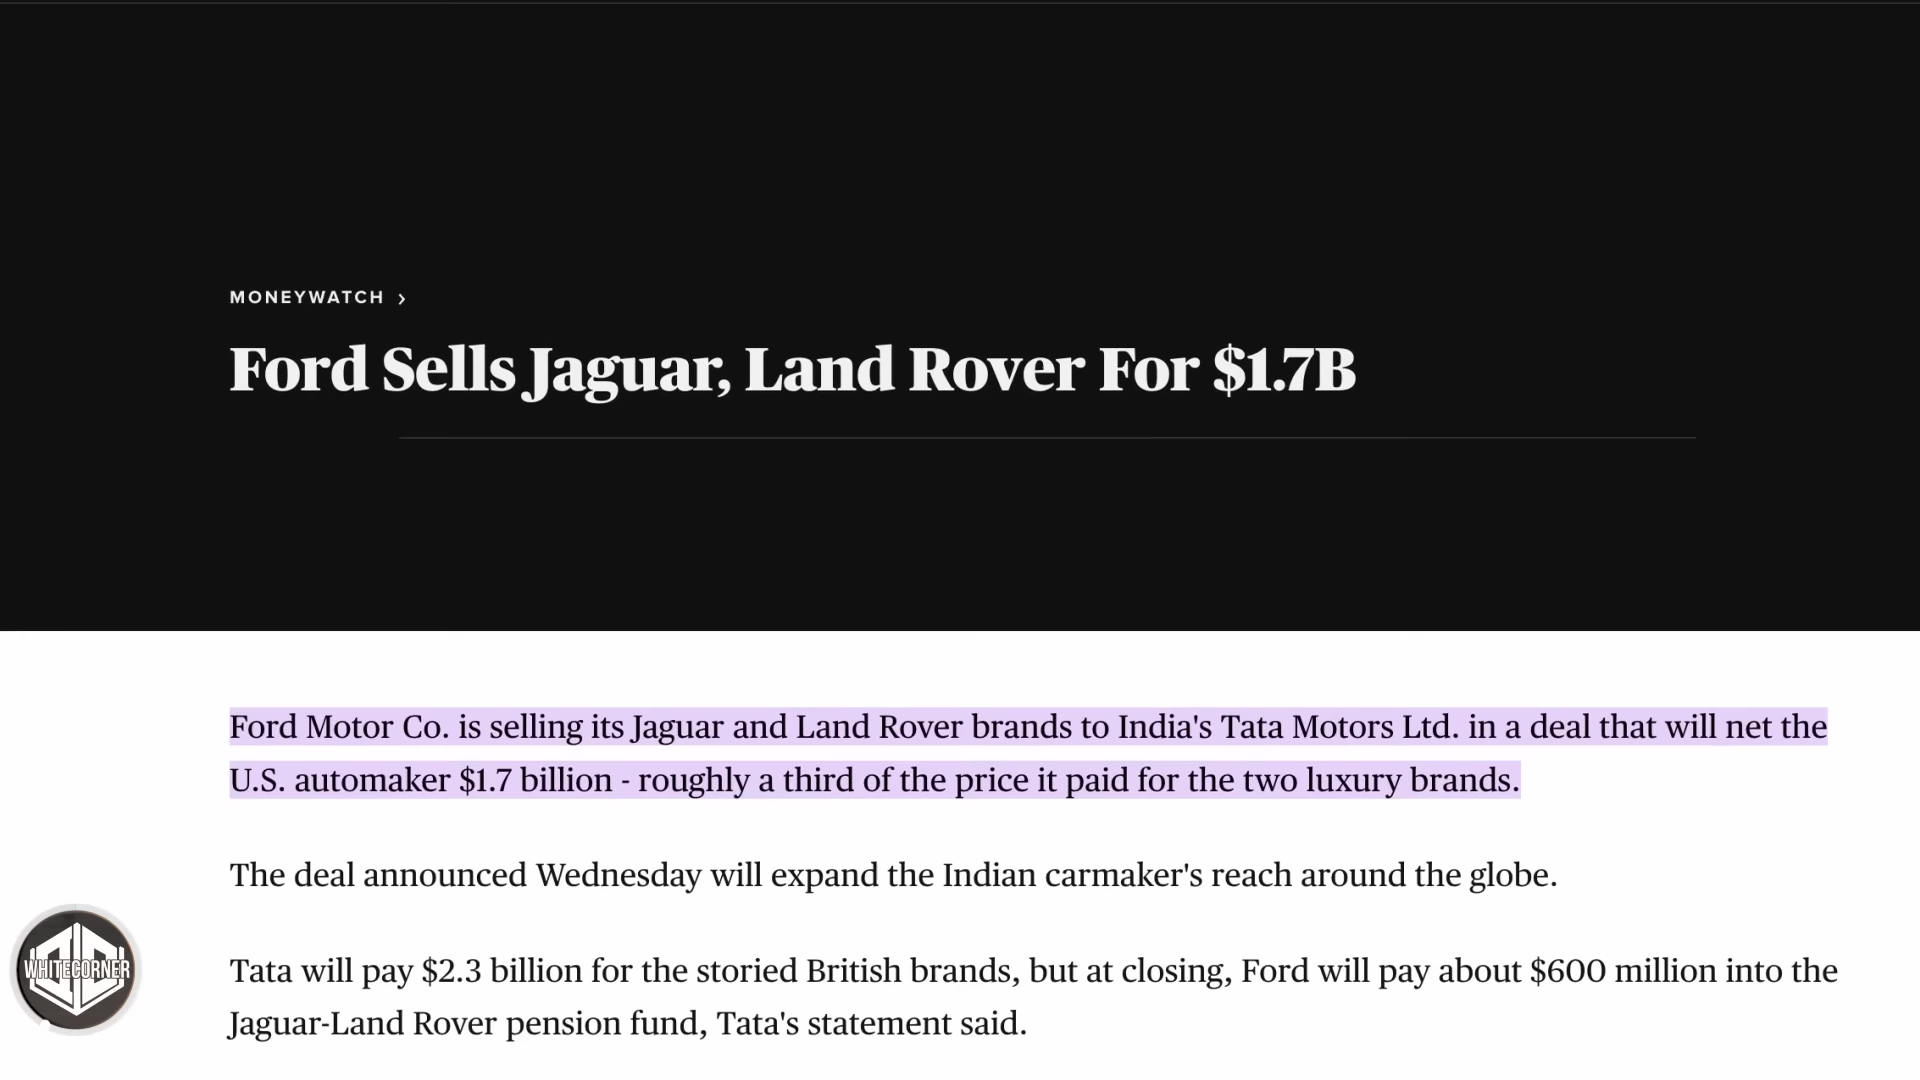 MONEYWATCH >
Ford Sells Jaguar, Land Rover For $1.7B
Ford Motor Co. is selling its Jaguar and Land Rover brands to India's Tata Motors Ltd. in a deal that will net the
U.S. automaker $1.7 billion - roughly a third of the price it paid for the two luxury brands.
The deal announced Wednesday will expand the Indian carmaker's reach around the globe.
Tata will pay $2.3 billion for the storied British brands, but at closing, Ford will pay about $600 million into the
Jaguar-Land Rover pension fund, Tata's statement said.
WHITECORNER